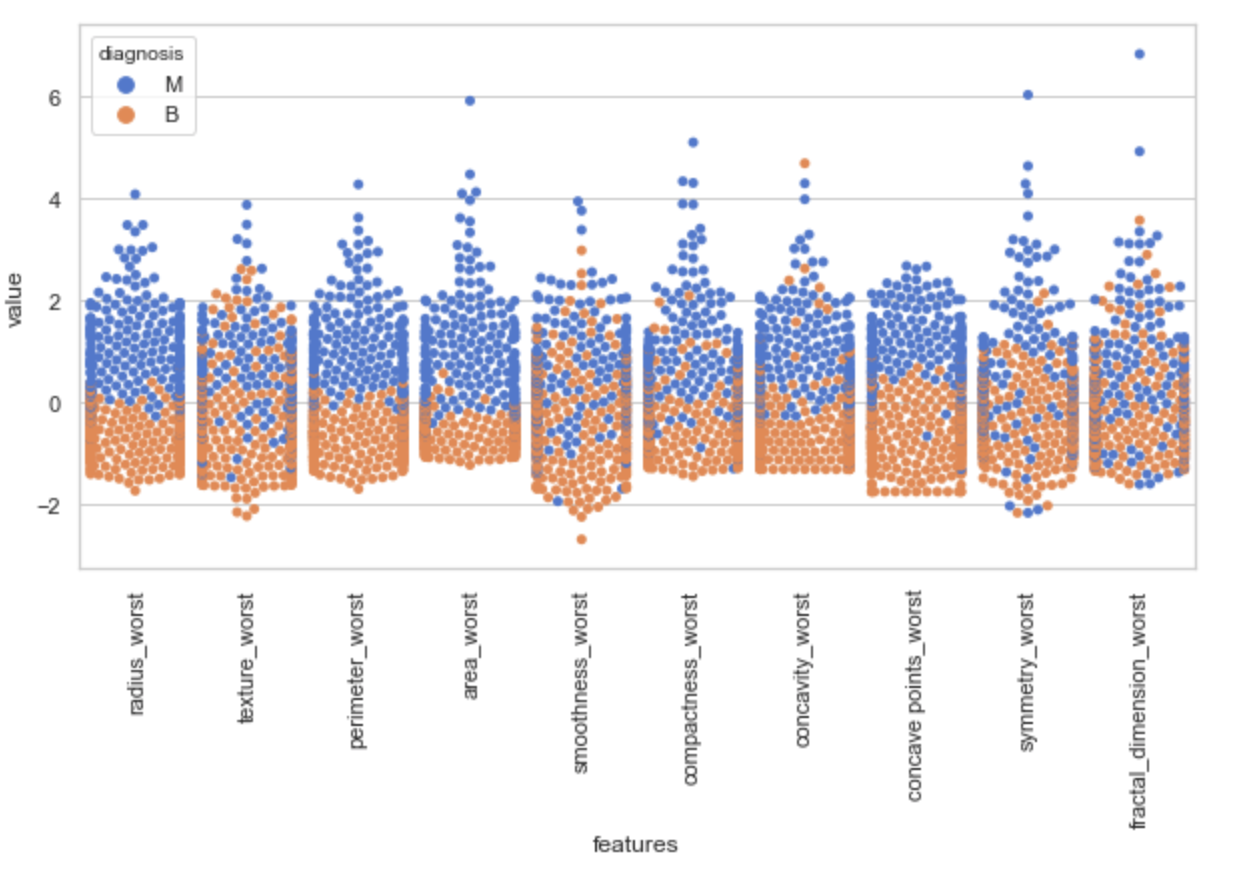 diagnosis
M
B
6
4
2
0
−2
value
radius_worst
texture_worst
perimeter_worst
area_worst
smoothness_worst
compactness_worst
concavity_worst
concave points_worst
symmetry_worst
fractal_dimension_worst
features